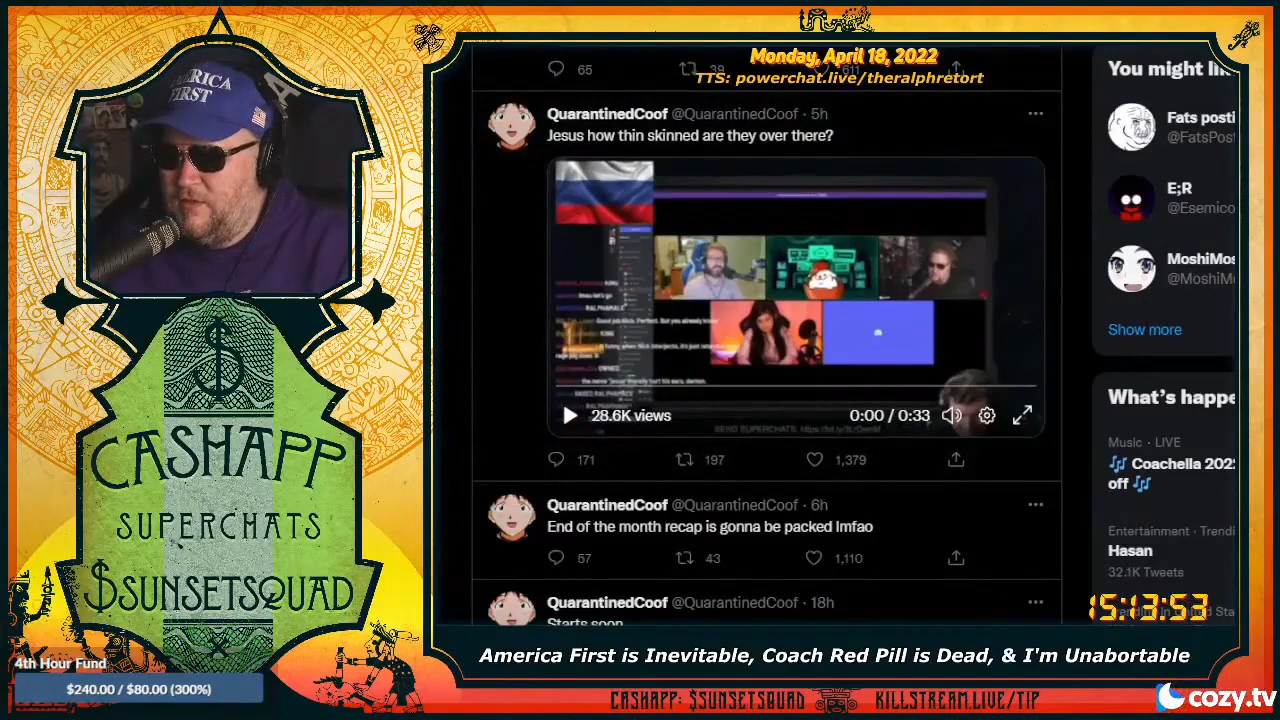 AMERICA
FIRST
CASHAPP
SUPERCHATS
$SUNSETSQUAD
4th Hour Fund
$240.00 / $80.00 (300%)
Monday, April 18, 2022
TTS: powerchat.live/theralphretort
65
39
611
QuarantinedCoof @QuarantinedCoof · 5h
Jesus how thin skinned are they over there?
28.6K views
0:00 / 0:33
171
197
1,379
QuarantinedCoof @QuarantinedCoof · 6h
End of the month recap is gonna be packed lmfao
57
43
1,110
QuarantinedCoof @QuarantinedCoof · 18h
Starts soon
You might li
Fats posti
@FatsPost
E;R
@Esemico
MoshiMos
@MoshiM
Show more
What's happe
Music · LIVE
Coachella 202
off
Entertainment · Trendi
Hasan
32.1K Tweets
15:13:53
America First is Inevitable, Coach Red Pill is Dead, & I'm Unabortable
CASHAPP: $SUNSETSQUAD
KILLSTREAM.LIVE/TIP
cozy.tv